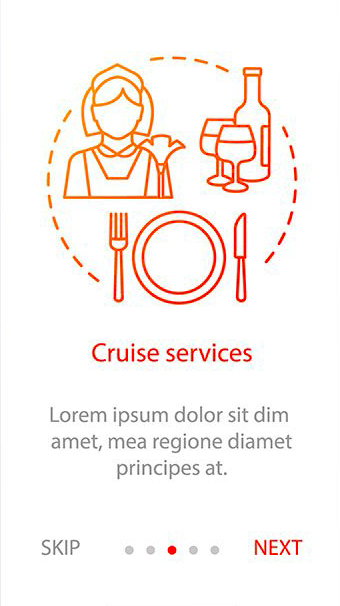 Cruise services
Lorem ipsum dolor sit dim
amet, mea regione diamet
principes at.
SKIP NEXT